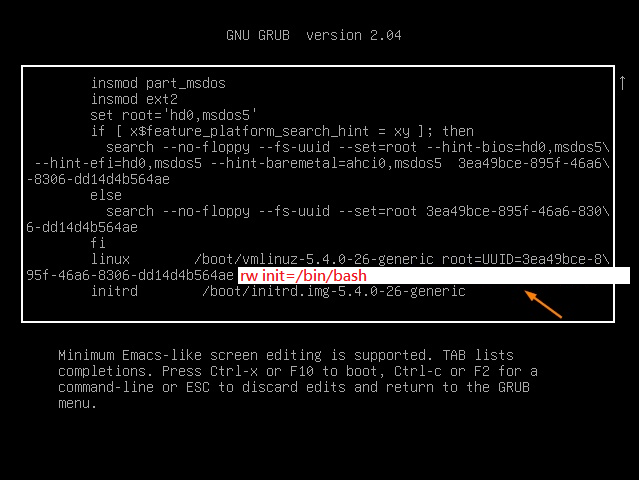 GNU GRUB  version 2.04
insmod part_msdos
insmod ext2
set root='hd0,msdos5'
if [ x$feature_platform_search_hint = xy ]; then
search --no-floppy --fs-uuid --set=root --hint-bios=hd0,msdos5\
--hint-efi=hd0,msdos5 --hint-baremetal=ahci0,msdos5  3ea49bce-895f-46a6\
-8306-dd14d4b564ae
else
search --no-floppy --fs-uuid --set=root 3ea49bce-895f-46a6-830\
6-dd14d4b564ae
fi
linux        /boot/vmlinuz-5.4.0-26-generic root=UUID=3ea49bce-8\
95f-46a6-8306-dd14d4b564ae rw init=/bin/bash
initrd        /boot/initrd.img-5.4.0-26-generic
Minimum Emacs-like screen editing is supported. TAB lists
completions. Press Ctrl-x or F10 to boot, Ctrl-c or F2 for a
command-line or ESC to discard edits and return to the GRUB
menu.